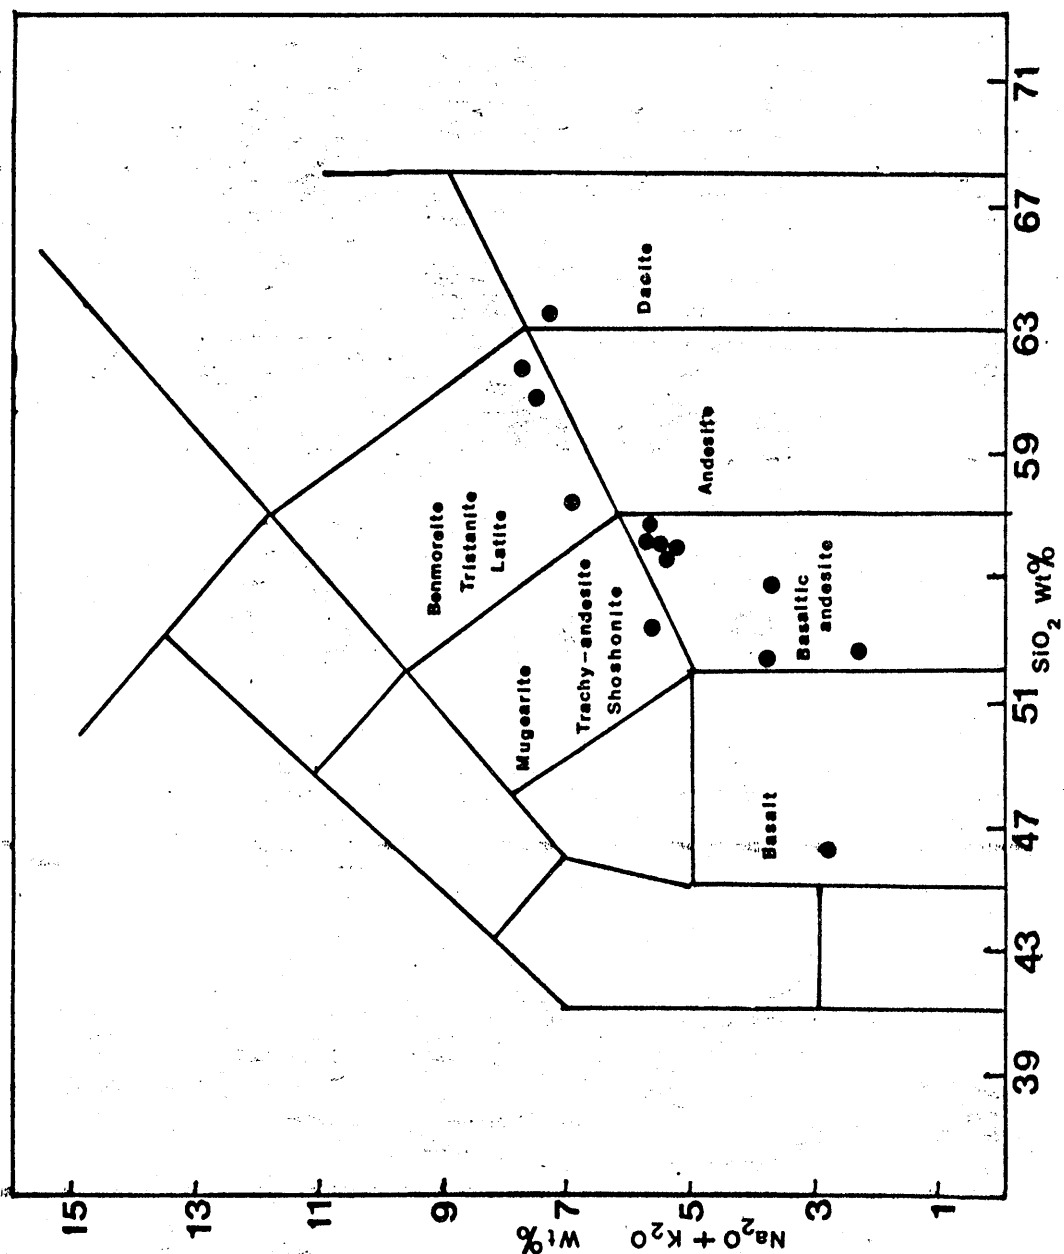 15
13
11
9
7
5
3
1
Na₂O + K₂O Wt%
39
43
47
51
59
63
67
71
SiO₂ Wt%
Benmoreite
Tristanite
Latite
Mugearite
Trachy-andesite
Shoshonite
Dacite
Andesite
Basaltic
andesite
Basalt